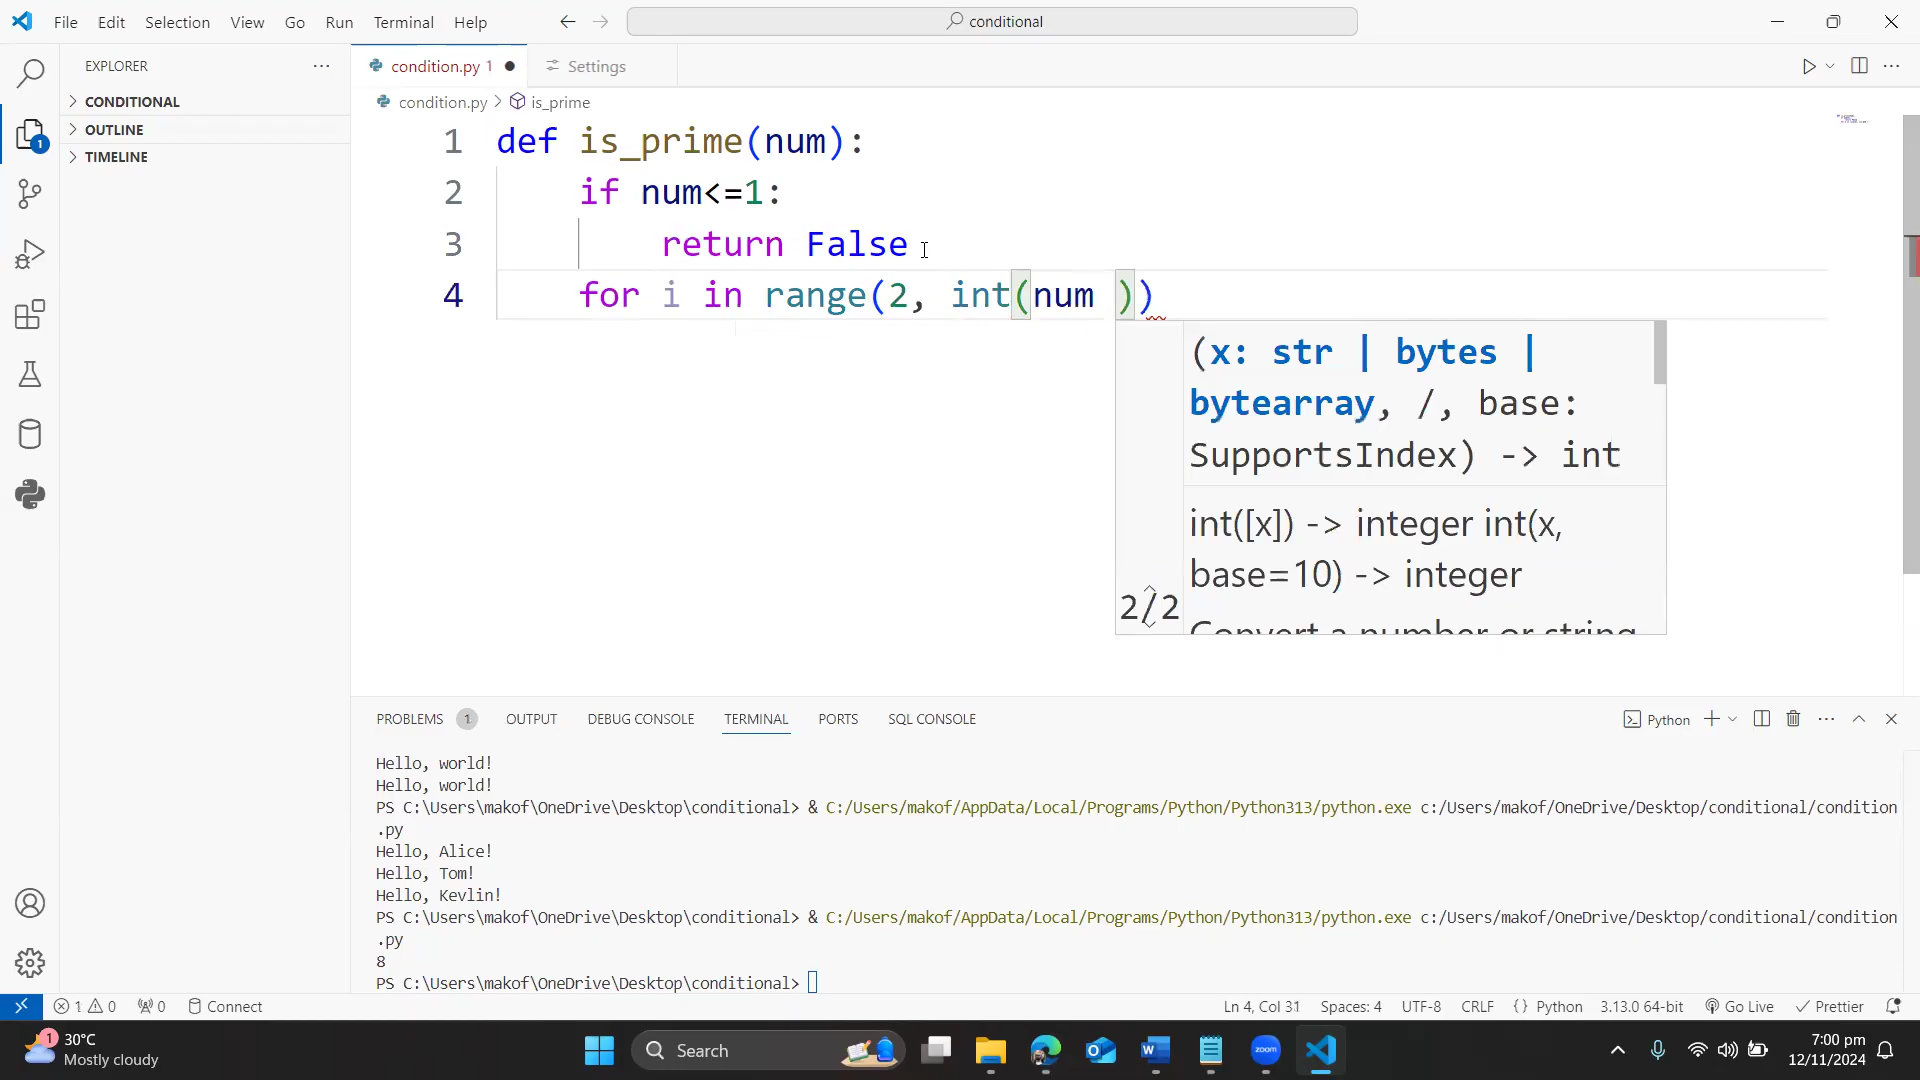 File Edit Selection View Go Run Terminal Help
conditional
EXPLORER
CONDITIONAL
OUTLINE
TIMELINE
1
condition.py 1
Settings
condition.py > is_prime
1 def is_prime(num):
2 if num<=1:
3 return False
4 for i in range(2, int(num ))
(x: str | bytes |
bytearray, /, base:
SupportsIndex) -> int
int([x]) -> integer int(x,
base=10) -> integer
Convert a number or string
2/2
PROBLEMS 1 OUTPUT DEBUG CONSOLE TERMINAL PORTS SQL CONSOLE
Python
Hello, world!
Hello, world!
PS C:\Users\makof\OneDrive\Desktop\conditional> & C:/Users/makof/AppData/Local/Programs/Python/Python313/python.exe c:/Users/makof/OneDrive/Desktop/conditional/condition
.py
Hello, Alice!
Hello, Tom!
Hello, Kevlin!
PS C:\Users\makof\OneDrive\Desktop\conditional> & C:/Users/makof/AppData/Local/Programs/Python/Python313/python.exe c:/Users/makof/OneDrive/Desktop/conditional/condition
.py
8
PS C:\Users\makof\OneDrive\Desktop\conditional>
1 0 0 Connect
Ln 4, Col 31 Spaces: 4 UTF-8 CRLF {} Python 3.13.0 64-bit Go Live Prettier
1
30°C
Mostly cloudy
Search
W
zoom
7:00 pm
12/11/2024